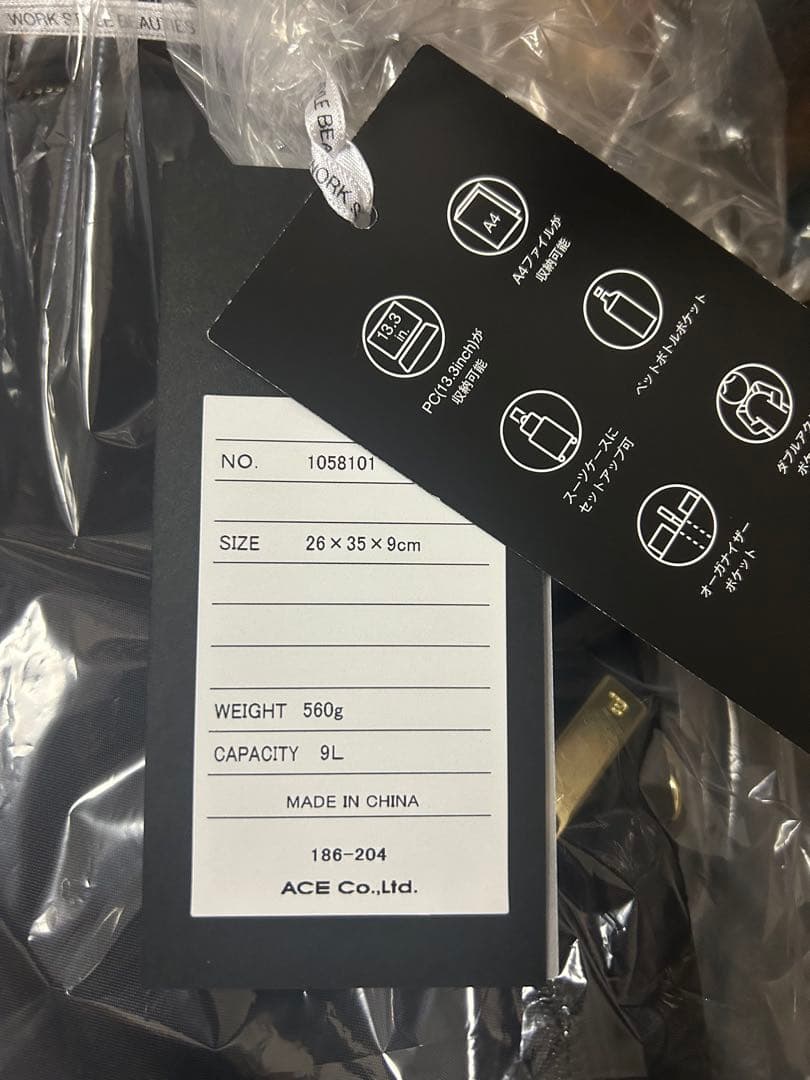 WORK STYLE BEAUTIES
A4
A4ファイルが
収納可能
13.3
in.
PC(13.3inch)が
収納可能
ペットボトルポケット
スーツケースに
セットアップ可
オーガナイザー
ポケット
NO. 1058101
SIZE 26×35×9cm
WEIGHT 560g
CAPACITY 9L
MADE IN CHINA
186-204
ACE Co.,Ltd.